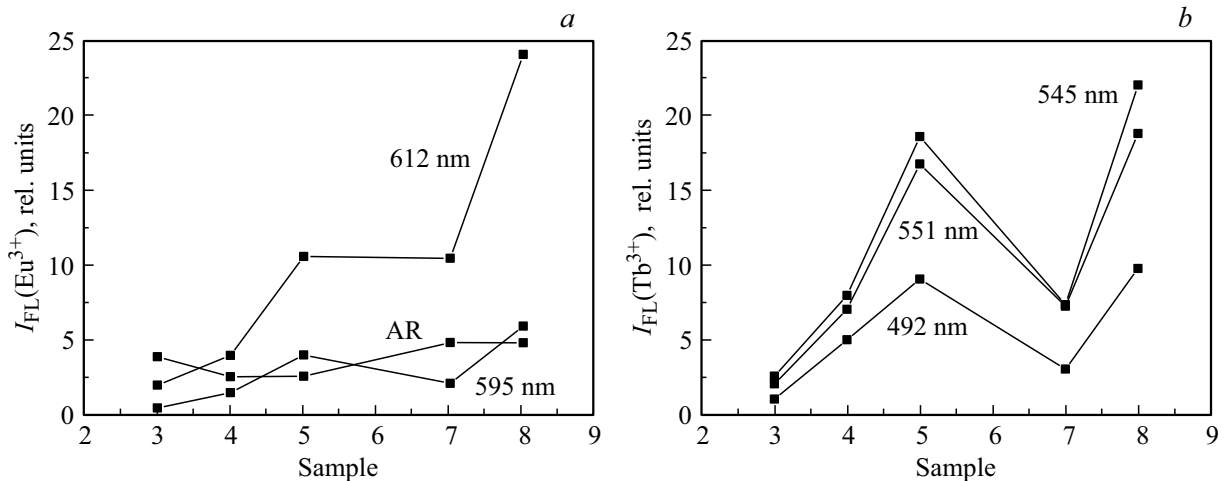 a
I_FL(Eu³⁺), rel. units
25
20
15
10
5
0
612 nm
AR
595 nm
2 3 4 5 6 7 8 9
Sample
b
I_FL(Tb³⁺), rel. units
25
20
15
10
5
0
545 nm
551 nm
492 nm
2 3 4 5 6 7 8 9
Sample